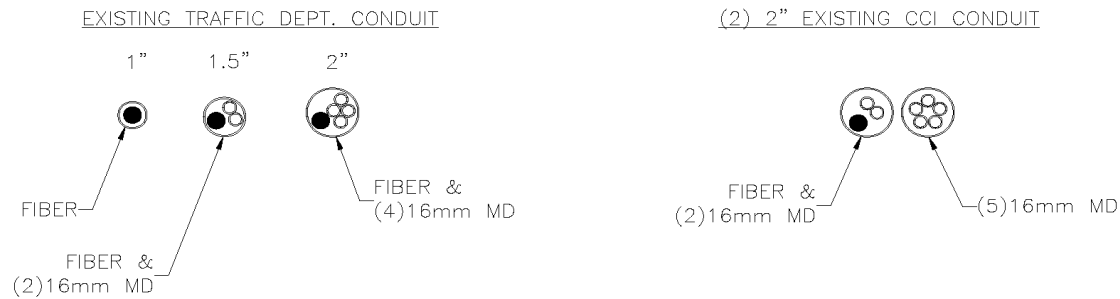 EXISTING TRAFFIC DEPT. CONDUIT
1" 1.5" 2"
FIBER
FIBER &
(2)16mm MD
FIBER &
(4)16mm MD
(2) 2" EXISTING CCI CONDUIT
FIBER &
(2)16mm MD
(5)16mm MD